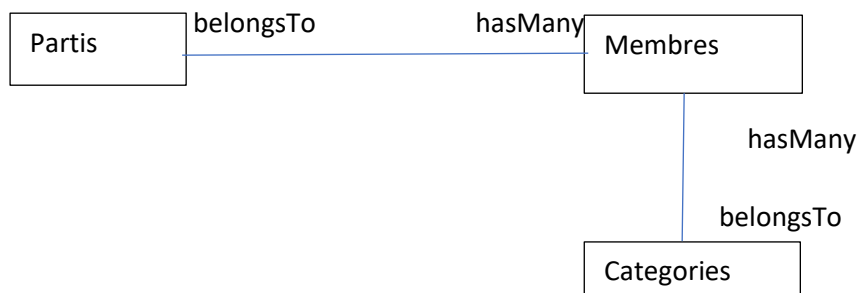 belongsTo
hasMany
Partis
Membres
hasMany
belongsTo
Categories